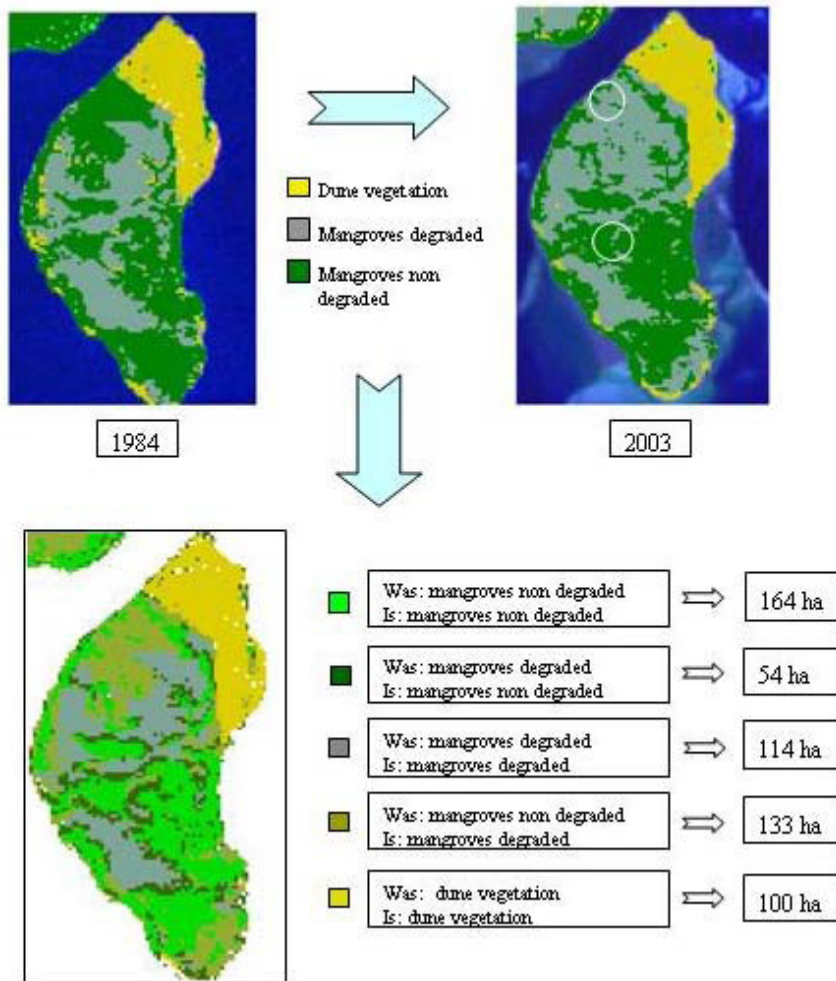 Dune vegetation
Mangroves degraded
Mangroves non
degraded
1984
2003
Was: mangroves non degraded
Is: mangroves non degraded
164 ha
Was: mangroves degraded
Is: mangroves non degraded
54 ha
Was: mangroves degraded
Is: mangroves degraded
114 ha
Was: mangroves non degraded
Is: mangroves degraded
133 ha
Was: dune vegetation
Is: dune vegetation
100 ha